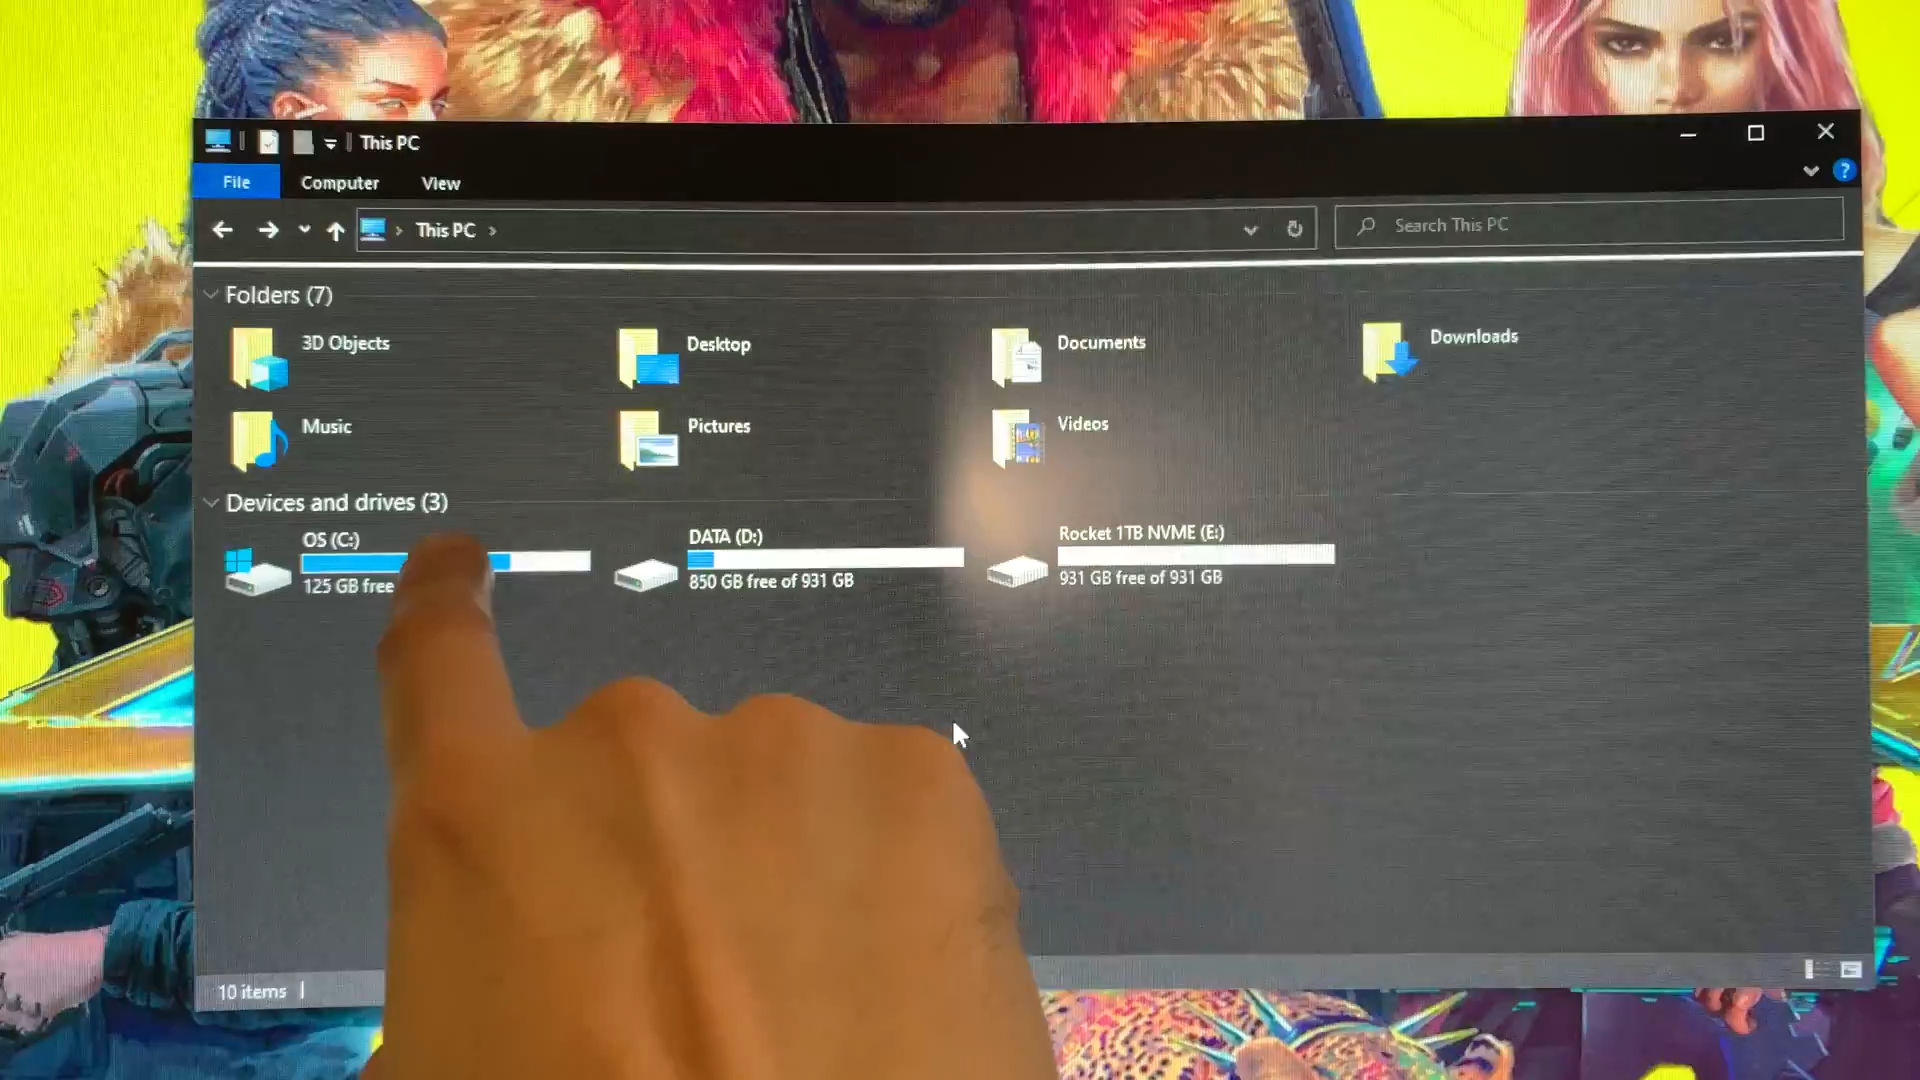 This PC
File
Computer
View
This PC
Search This PC
Folders (7)
3D Objects
Desktop
Documents
Downloads
Music
Pictures
Videos
Devices and drives (3)
OS (C:)
125 GB free
DATA (D:)
850 GB free of 931 GB
Rocket 1TB NVME (E:)
931 GB free of 931 GB
10 items